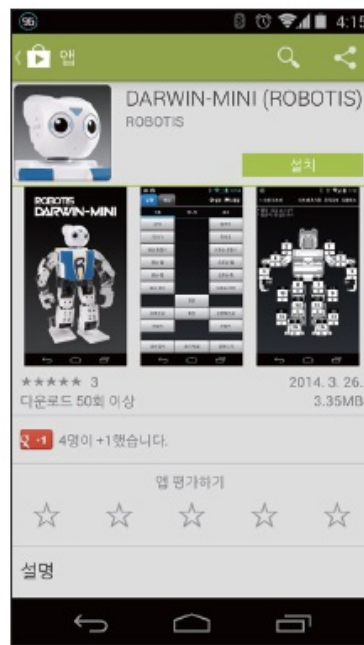 96 4:15
앱
DARWIN-MINI (ROBOTIS)
ROBOTIS
설치
ROBOTIS
DARWIN-MINI
★★★★★ 3
2014. 3. 26.
다운로드 50회 이상
3.35MB
+1 4명이 +1했습니다.
앱 평가하기
설명